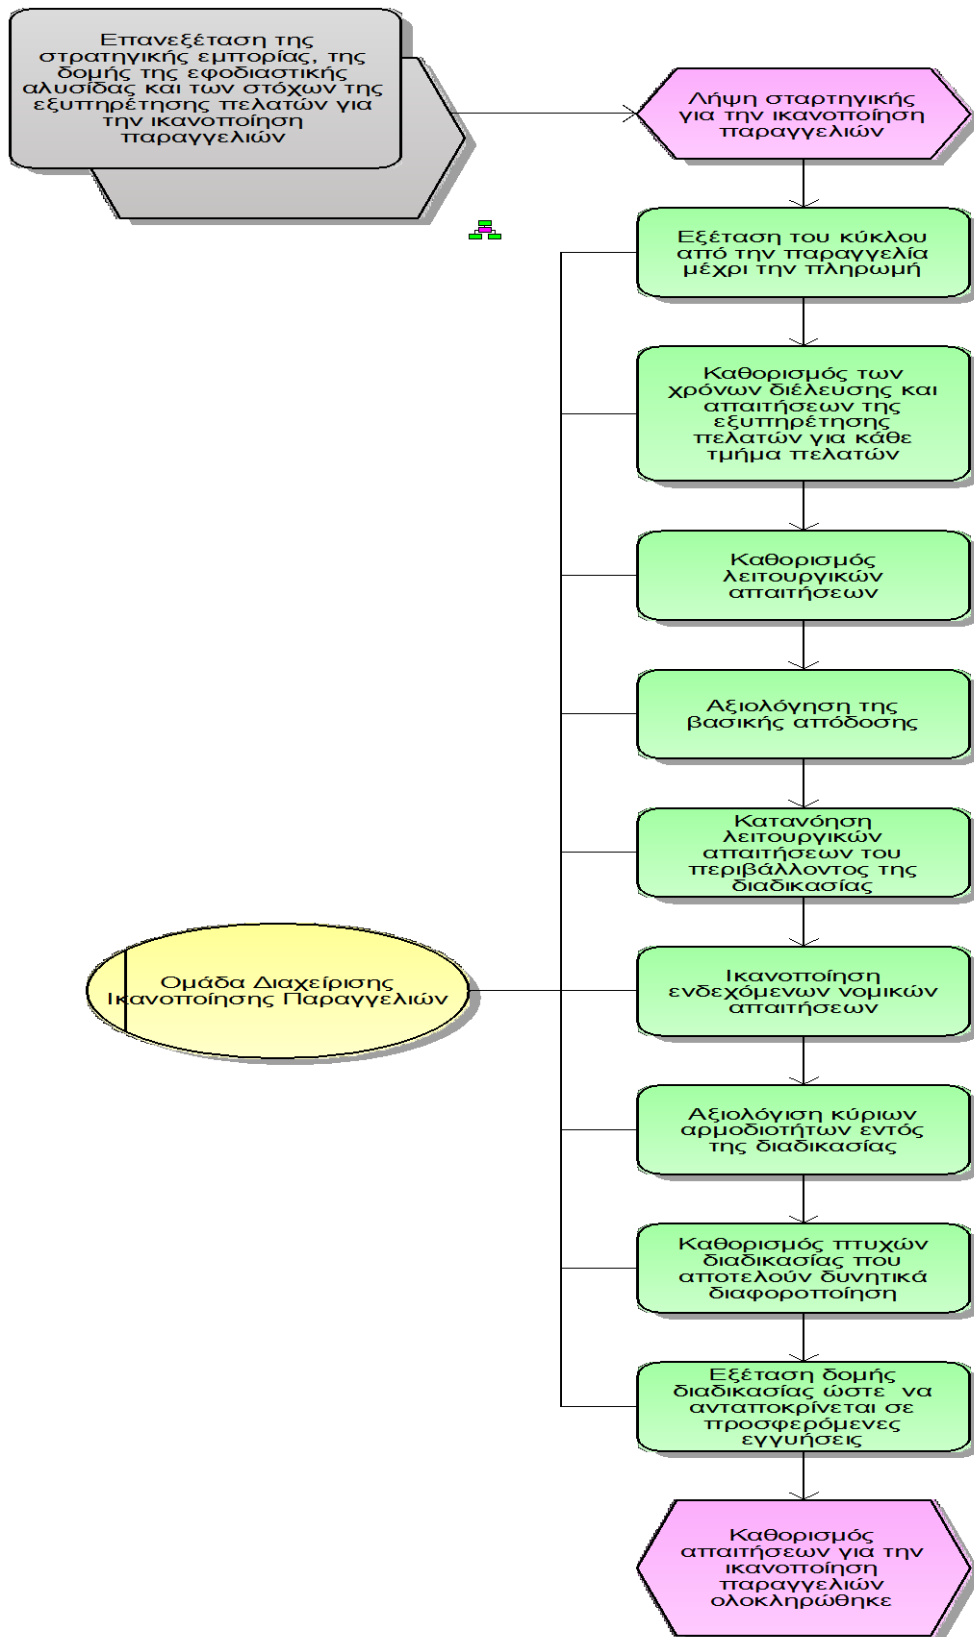 Επανεξέταση της
στρατηγικής εμπορίας, της
δομής της εφοδιαστικής
αλυσίδας και των στόχων της
εξυπηρέτησης πελατών για
την ικανοποίηση
παραγγελιών
Λήψη σταρτηγικής
για την ικανοποίηση
παραγγελιών
Εξέταση του κύκλου
από την παραγγελία
μέχρι την πληρωμή
Καθορισμός των
χρόνων διέλευσης και
απαιτήσεων της
εξυπηρέτησης
πελατών για κάθε
τμήμα πελατών
Καθορισμός
λειτουργικών
απαιτήσεων
Αξιολόγηση της
βασικής απόδοσης
Κατανόηση
λειτουργικών
απαιτήσεων του
περιβάλλοντος της
διαδικασίας
Ομάδα Διαχείρισης
Ικανοποίησης Παραγγελιών
Ικανοποίηση
ενδεχόμενων νομικών
απαιτήσεων
Αξιολόγιση κύριων
αρμοδιοτήτων εντός
της διαδικασίας
Καθορισμός πτυχών
διαδικασίας που
αποτελούν δυνητικά
διαφοροποίηση
Εξέταση δομής
διαδικασίας ώστε να
ανταποκρίνεται σε
προσφερόμενες
εγγυήσεις
Καθορισμός
απαιτήσεων για την
ικανοποίηση
παραγγελιών
ολοκληρώθηκε